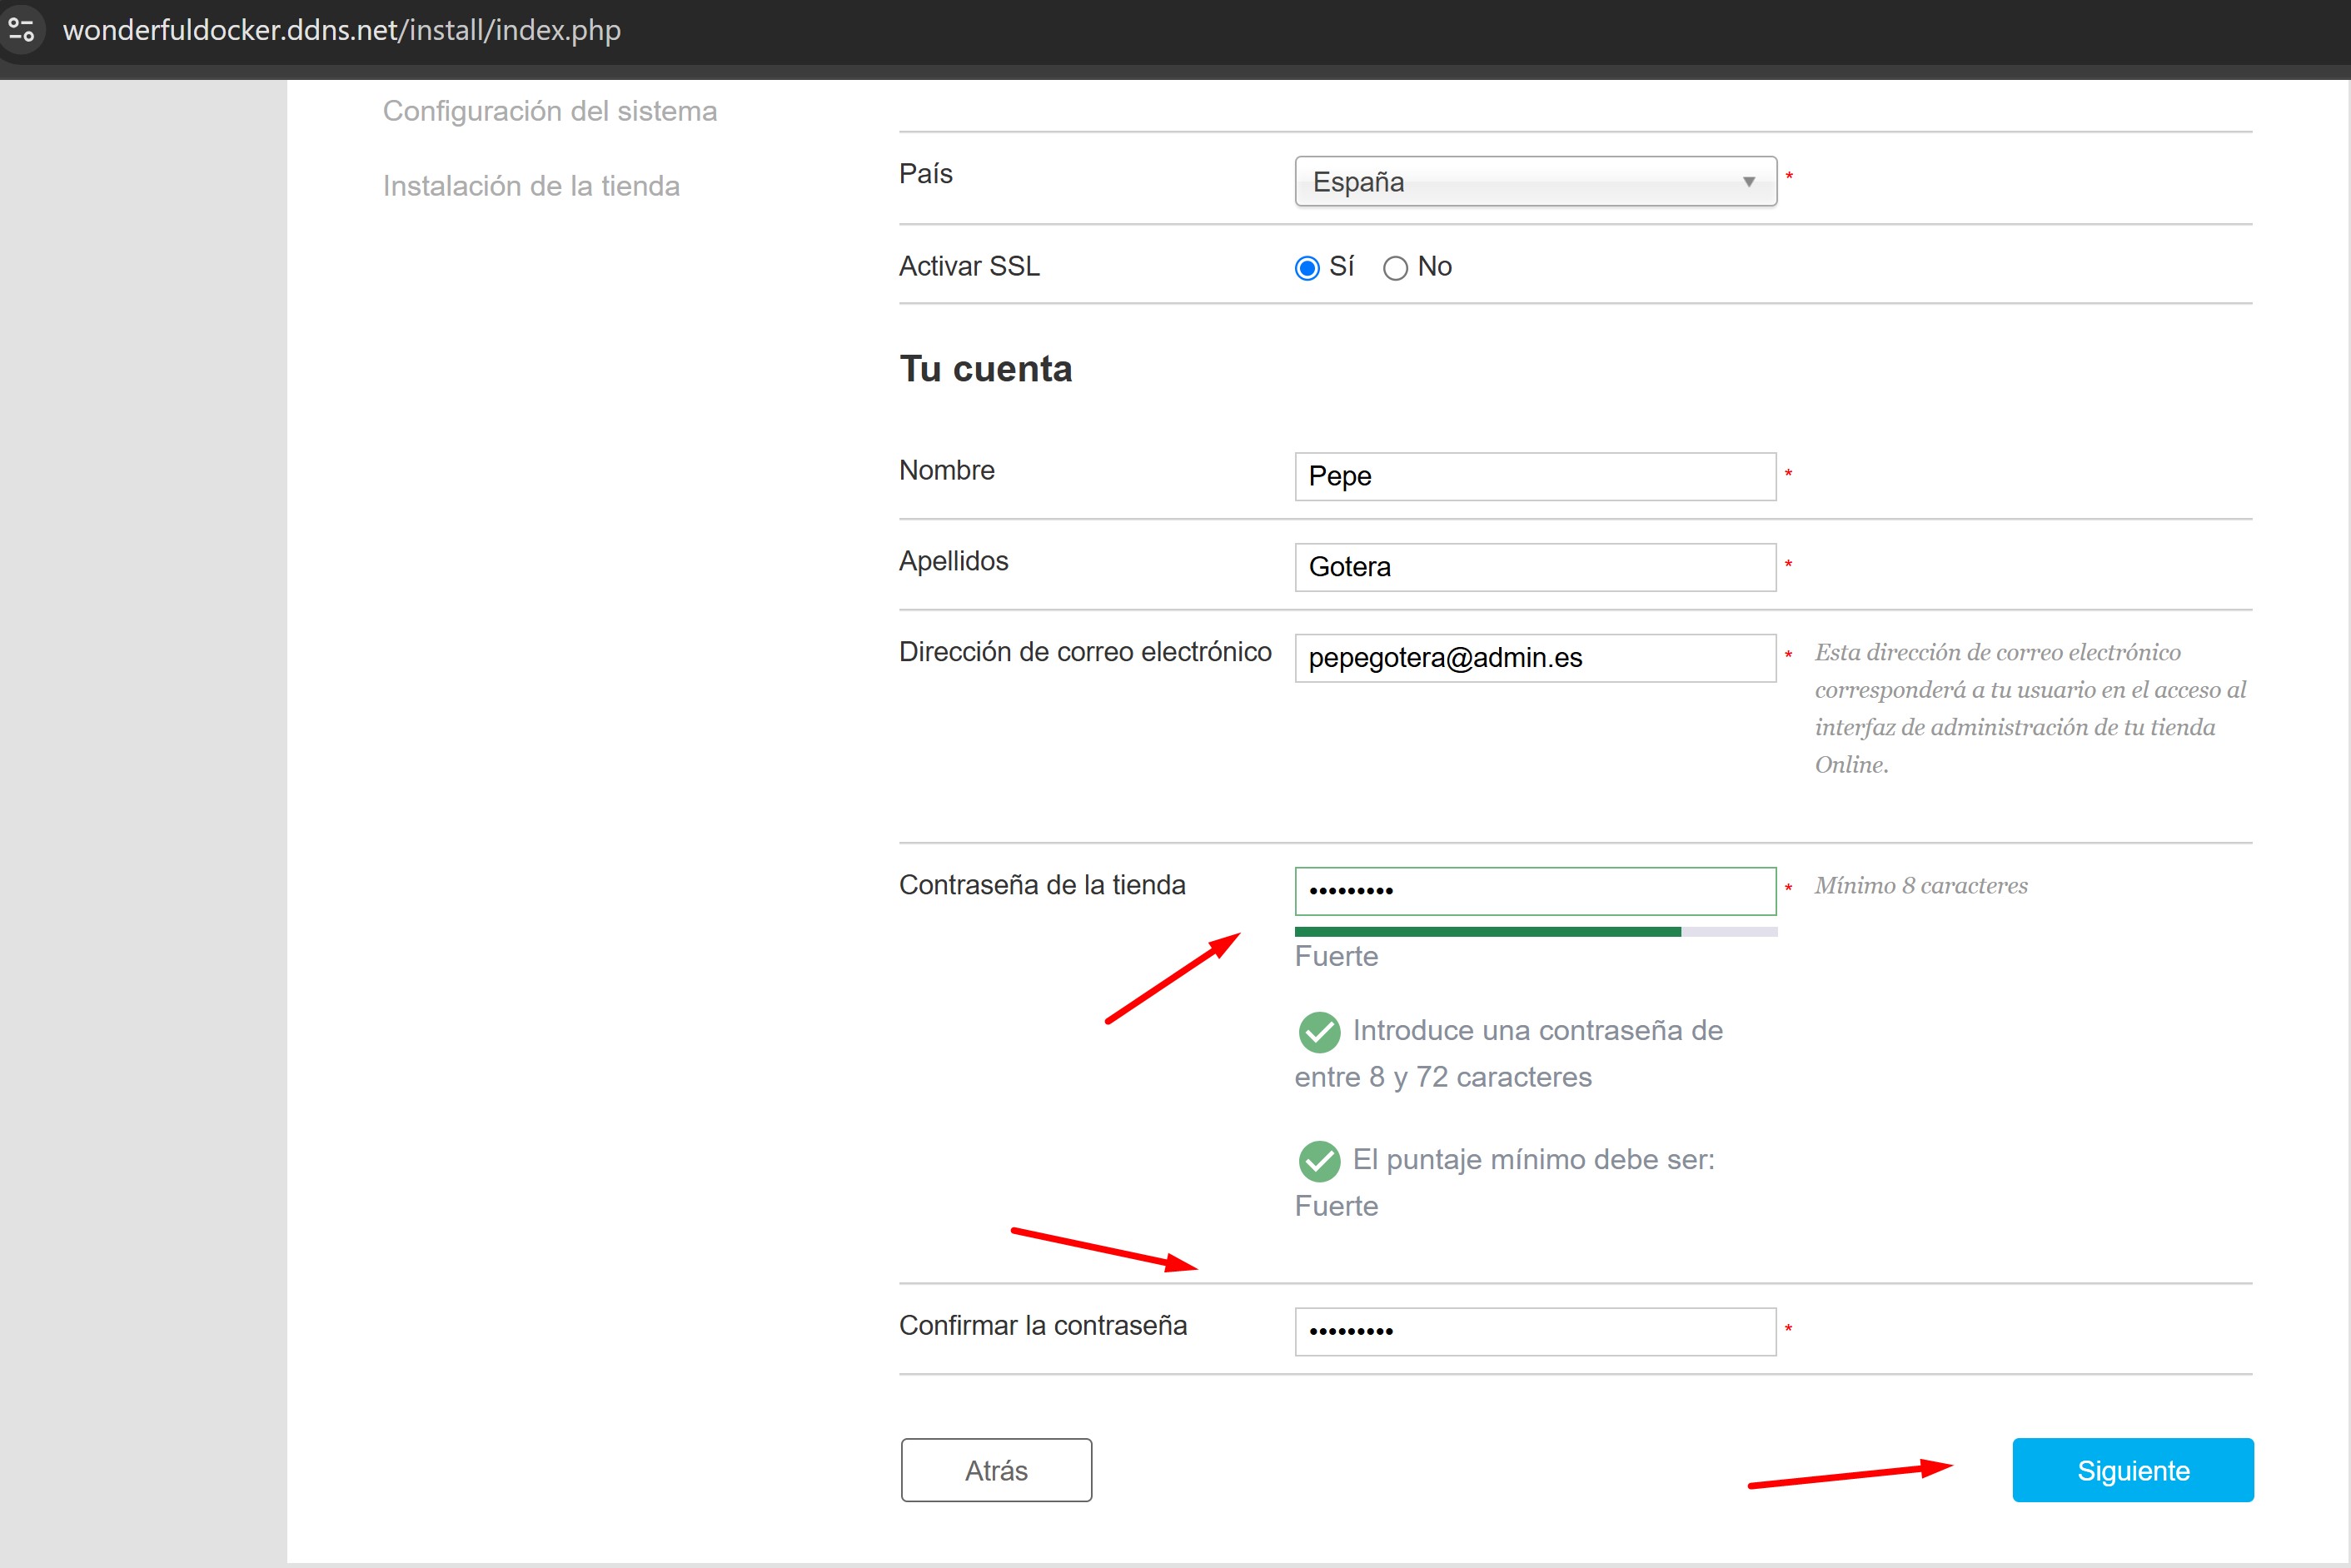 wonderfuldocker.ddns.net/install/index.php
Configuración del sistema
Instalación de la tienda
País
España
*
Activar SSL
Sí
No
Tu cuenta
Nombre
Pepe
*
Apellidos
Gotera
*
Dirección de correo electrónico
pepegotera@admin.es
*
Esta dirección de correo electrónico
corresponderá a tu usuario en el acceso al
interfaz de administración de tu tienda
Online.
Contraseña de la tienda
•••••••••
*
Mínimo 8 caracteres
Fuerte
Introduce una contraseña de
entre 8 y 72 caracteres
El puntaje mínimo debe ser:
Fuerte
Confirmar la contraseña
•••••••••
*
Atrás
Siguiente